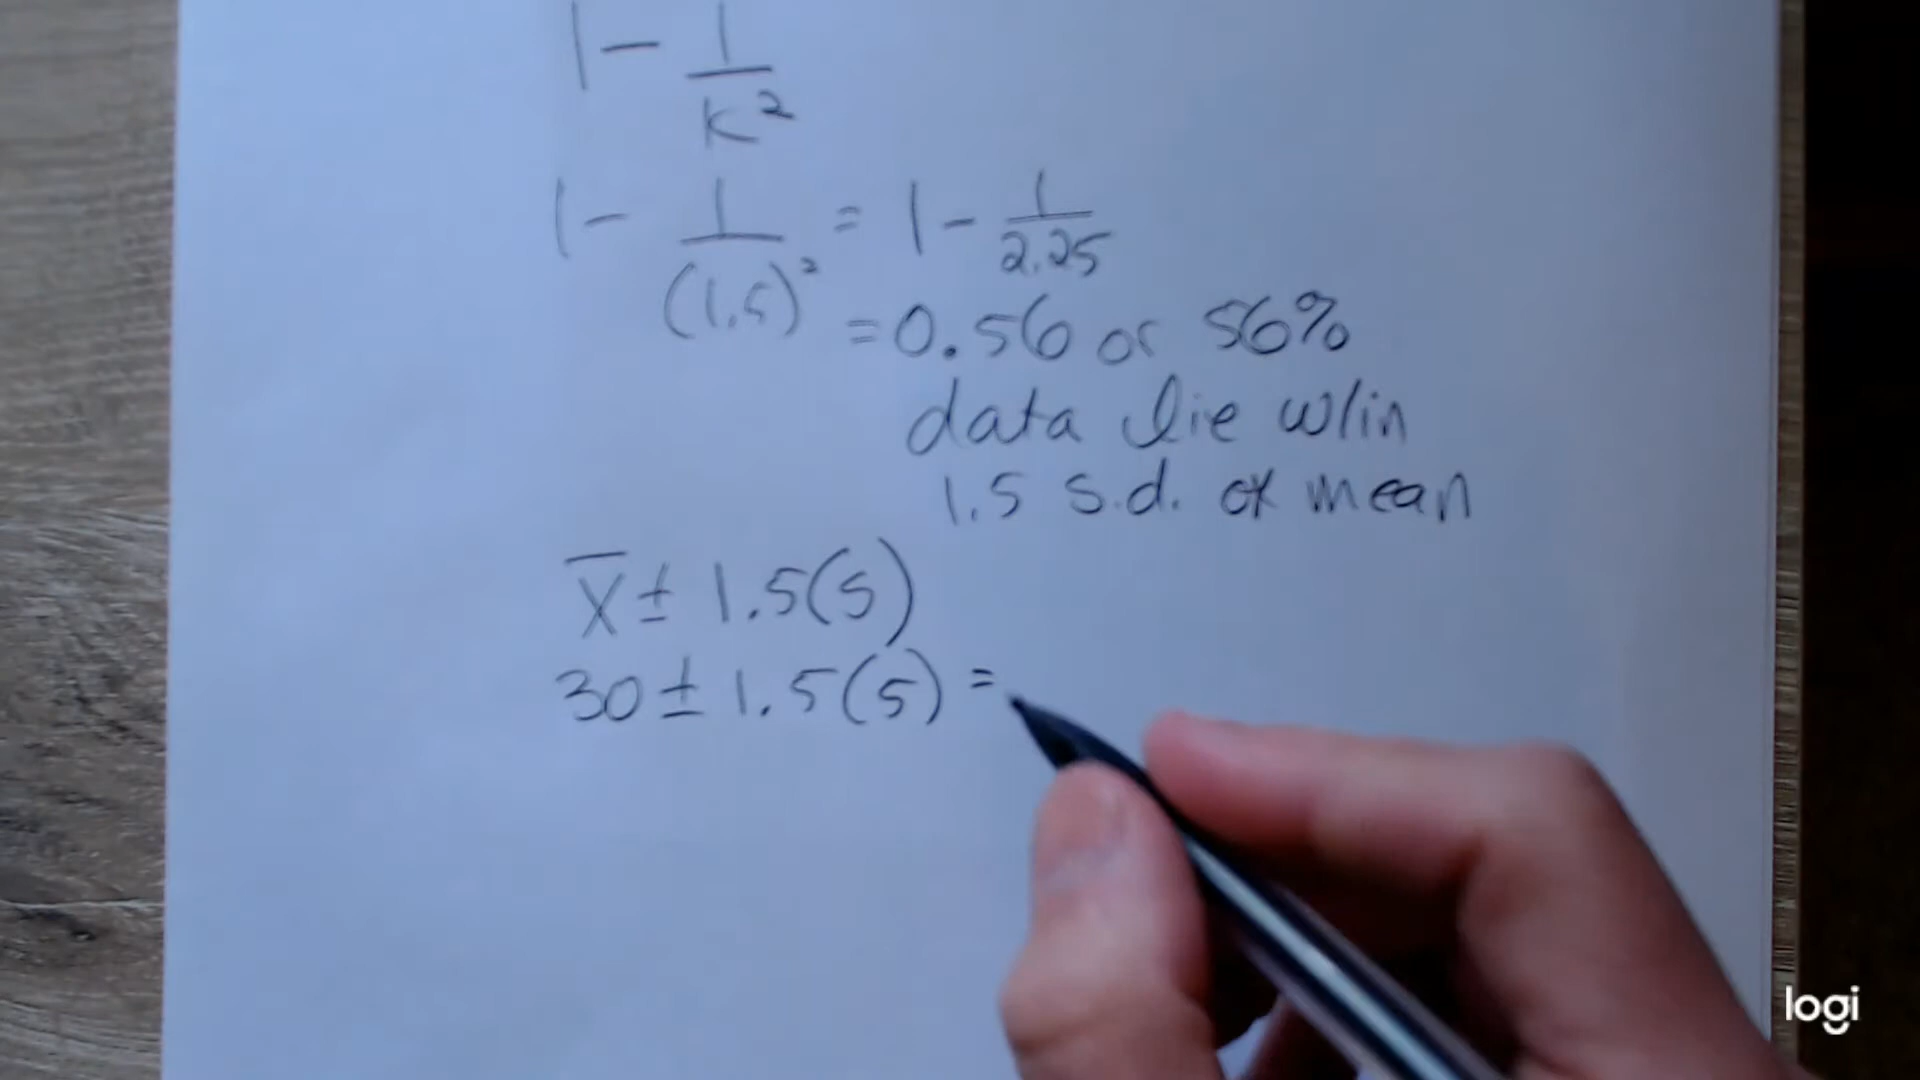 1 - 1/k²
1 - 1/(1.5)² = 1 - 1/2.25
= 0.56 or 56%
data lie w/in
1.5 s.d. of mean
x̄ ± 1.5(s)
30 ± 1.5(5) =
logi